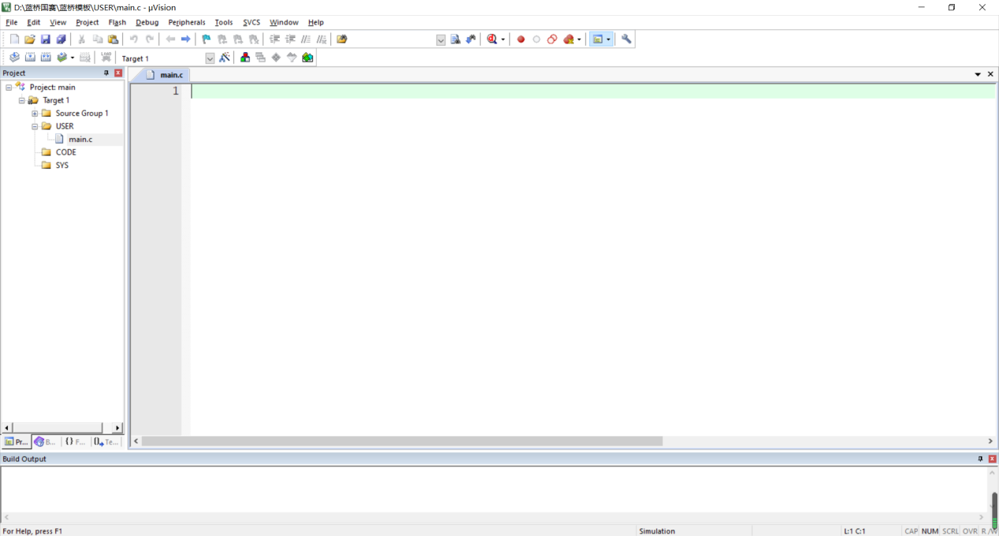 D:\蓝桥国赛\蓝桥模板\USER\main.c - µVision
File Edit View Project Flash Debug Peripherals Tools SVCS Window Help
LOAD Target 1
Project
main.c
Project: main
Target 1
Source Group 1
USER
main.c
CODE
SYS
1
Pr... B... {} F... Te...
Build Output
For Help, press F1 Simulation L:1 C:1 CAP NUM SCRL OVR R/W